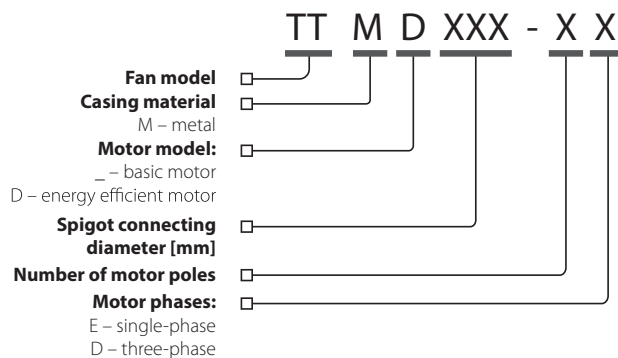 TT M D XXX - X X
Fan model
Casing material
M – metal
Motor model:
_ – basic motor
D – energy efficient motor
Spigot connecting
diameter [mm]
Number of motor poles
Motor phases:
E – single-phase
D – three-phase